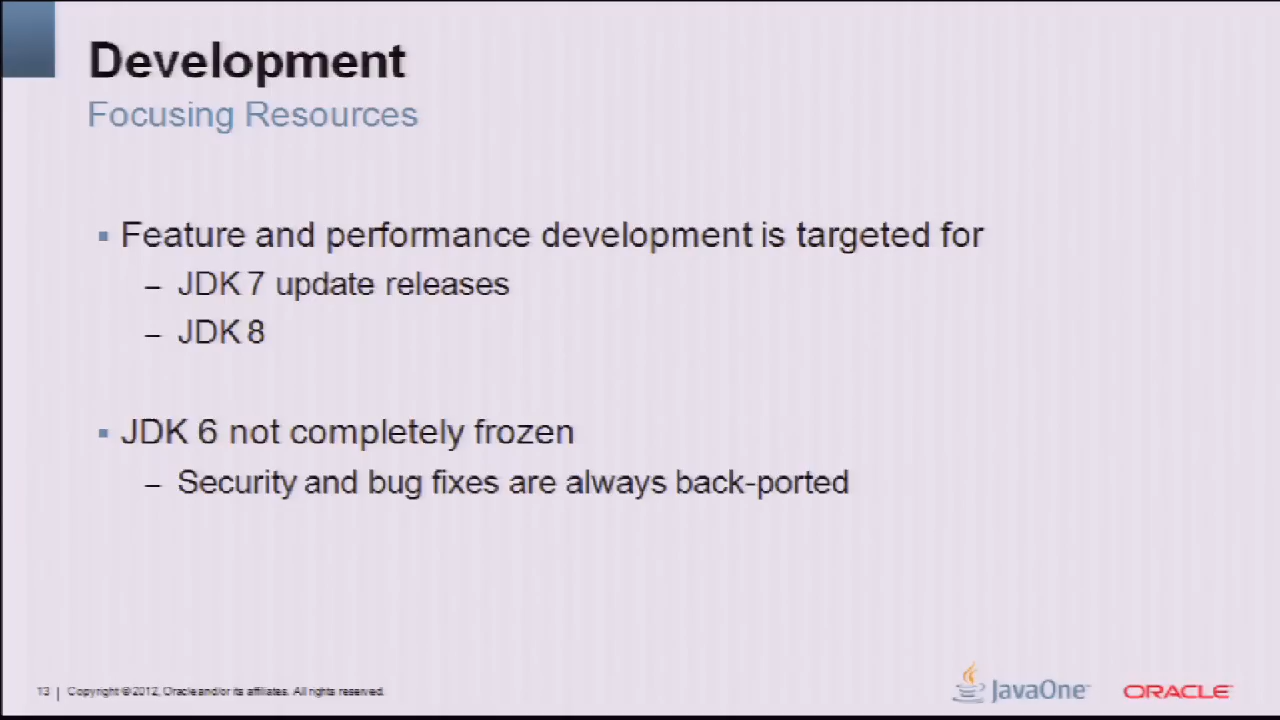 Development
Focusing Resources
▪ Feature and performance development is targeted for
– JDK 7 update releases
– JDK 8
▪ JDK 6 not completely frozen
– Security and bug fixes are always back-ported
13 | Copyright © 2012, Oracle and/or its affiliates. All rights reserved.
JavaOne™
ORACLE®